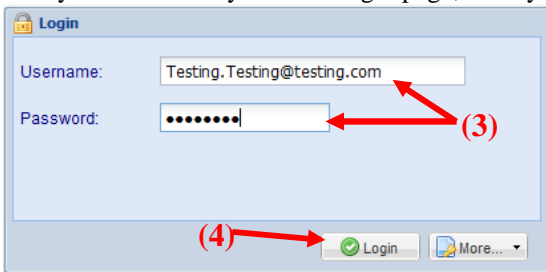 Login
Username: Testing.Testing@testing.com
Password: ••••••••
(3)
(4)
Login More...